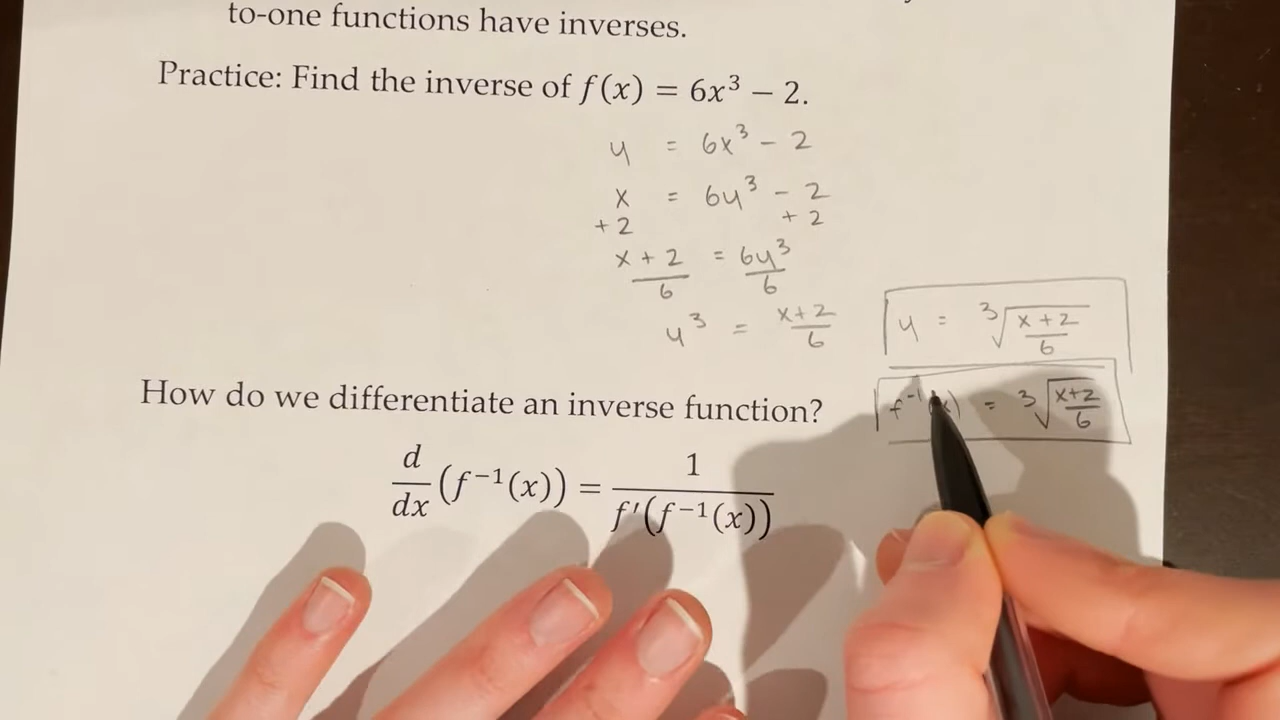 to-one functions have inverses.
Practice: Find the inverse of f(x) = 6x³ − 2.
y = 6x³ − 2
x = 6y³ − 2
+2 +2
x + 2 = 6y³
6 6
y³ = x+2/6
y = ³√(x+2/6)
f⁻¹(x) = ³√(x+2/6)
How do we differentiate an inverse function?
d/dx (f⁻¹(x)) = 1/f′(f⁻¹(x))